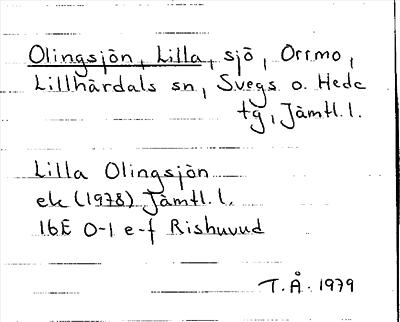 Olingsjön, Lilla, sjö, Orrmo,
Lillhärdals sn, Svegs o. Hede
tg, Jämtl. l.
Lilla Olingsjön
ek (1978) Jämtl. l.
16E 0-1 e-f Rishuvud
T.Å. 1979